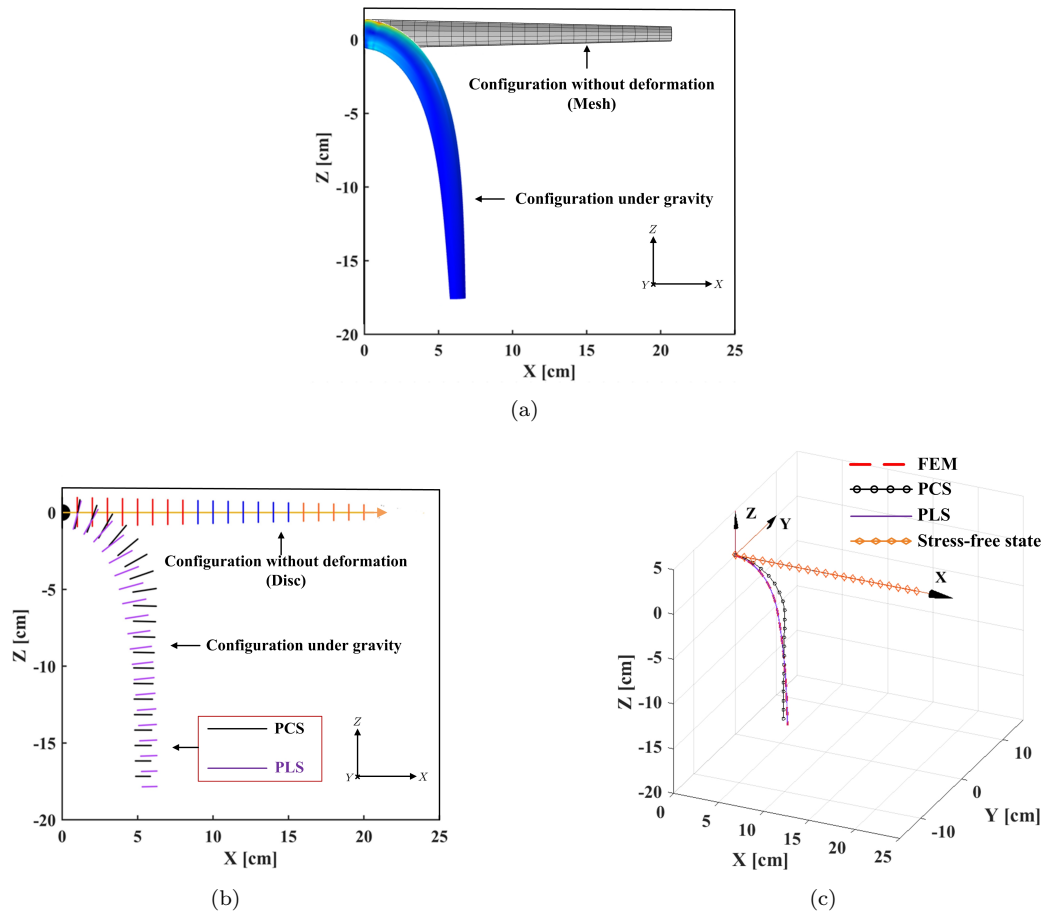 0
-5
-10
-15
-20
Z [cm]
Configuration without deformation
(Mesh)
Configuration under gravity
Z
Y
X
0
5
10
15
20
25
X [cm]
(a)
0
-5
-10
-15
-20
Z [cm]
Configuration without deformation
(Disc)
Configuration under gravity
PCS
PLS
Z
Y
X
0
5
10
15
20
25
X [cm]
(b)
FEM
PCS
PLS
Stress-free state
Z
Y
X
5
0
-5
-10
-15
-20
Z [cm]
0
5
10
15
20
25
X [cm]
10
0
-10
Y [cm]
(c)